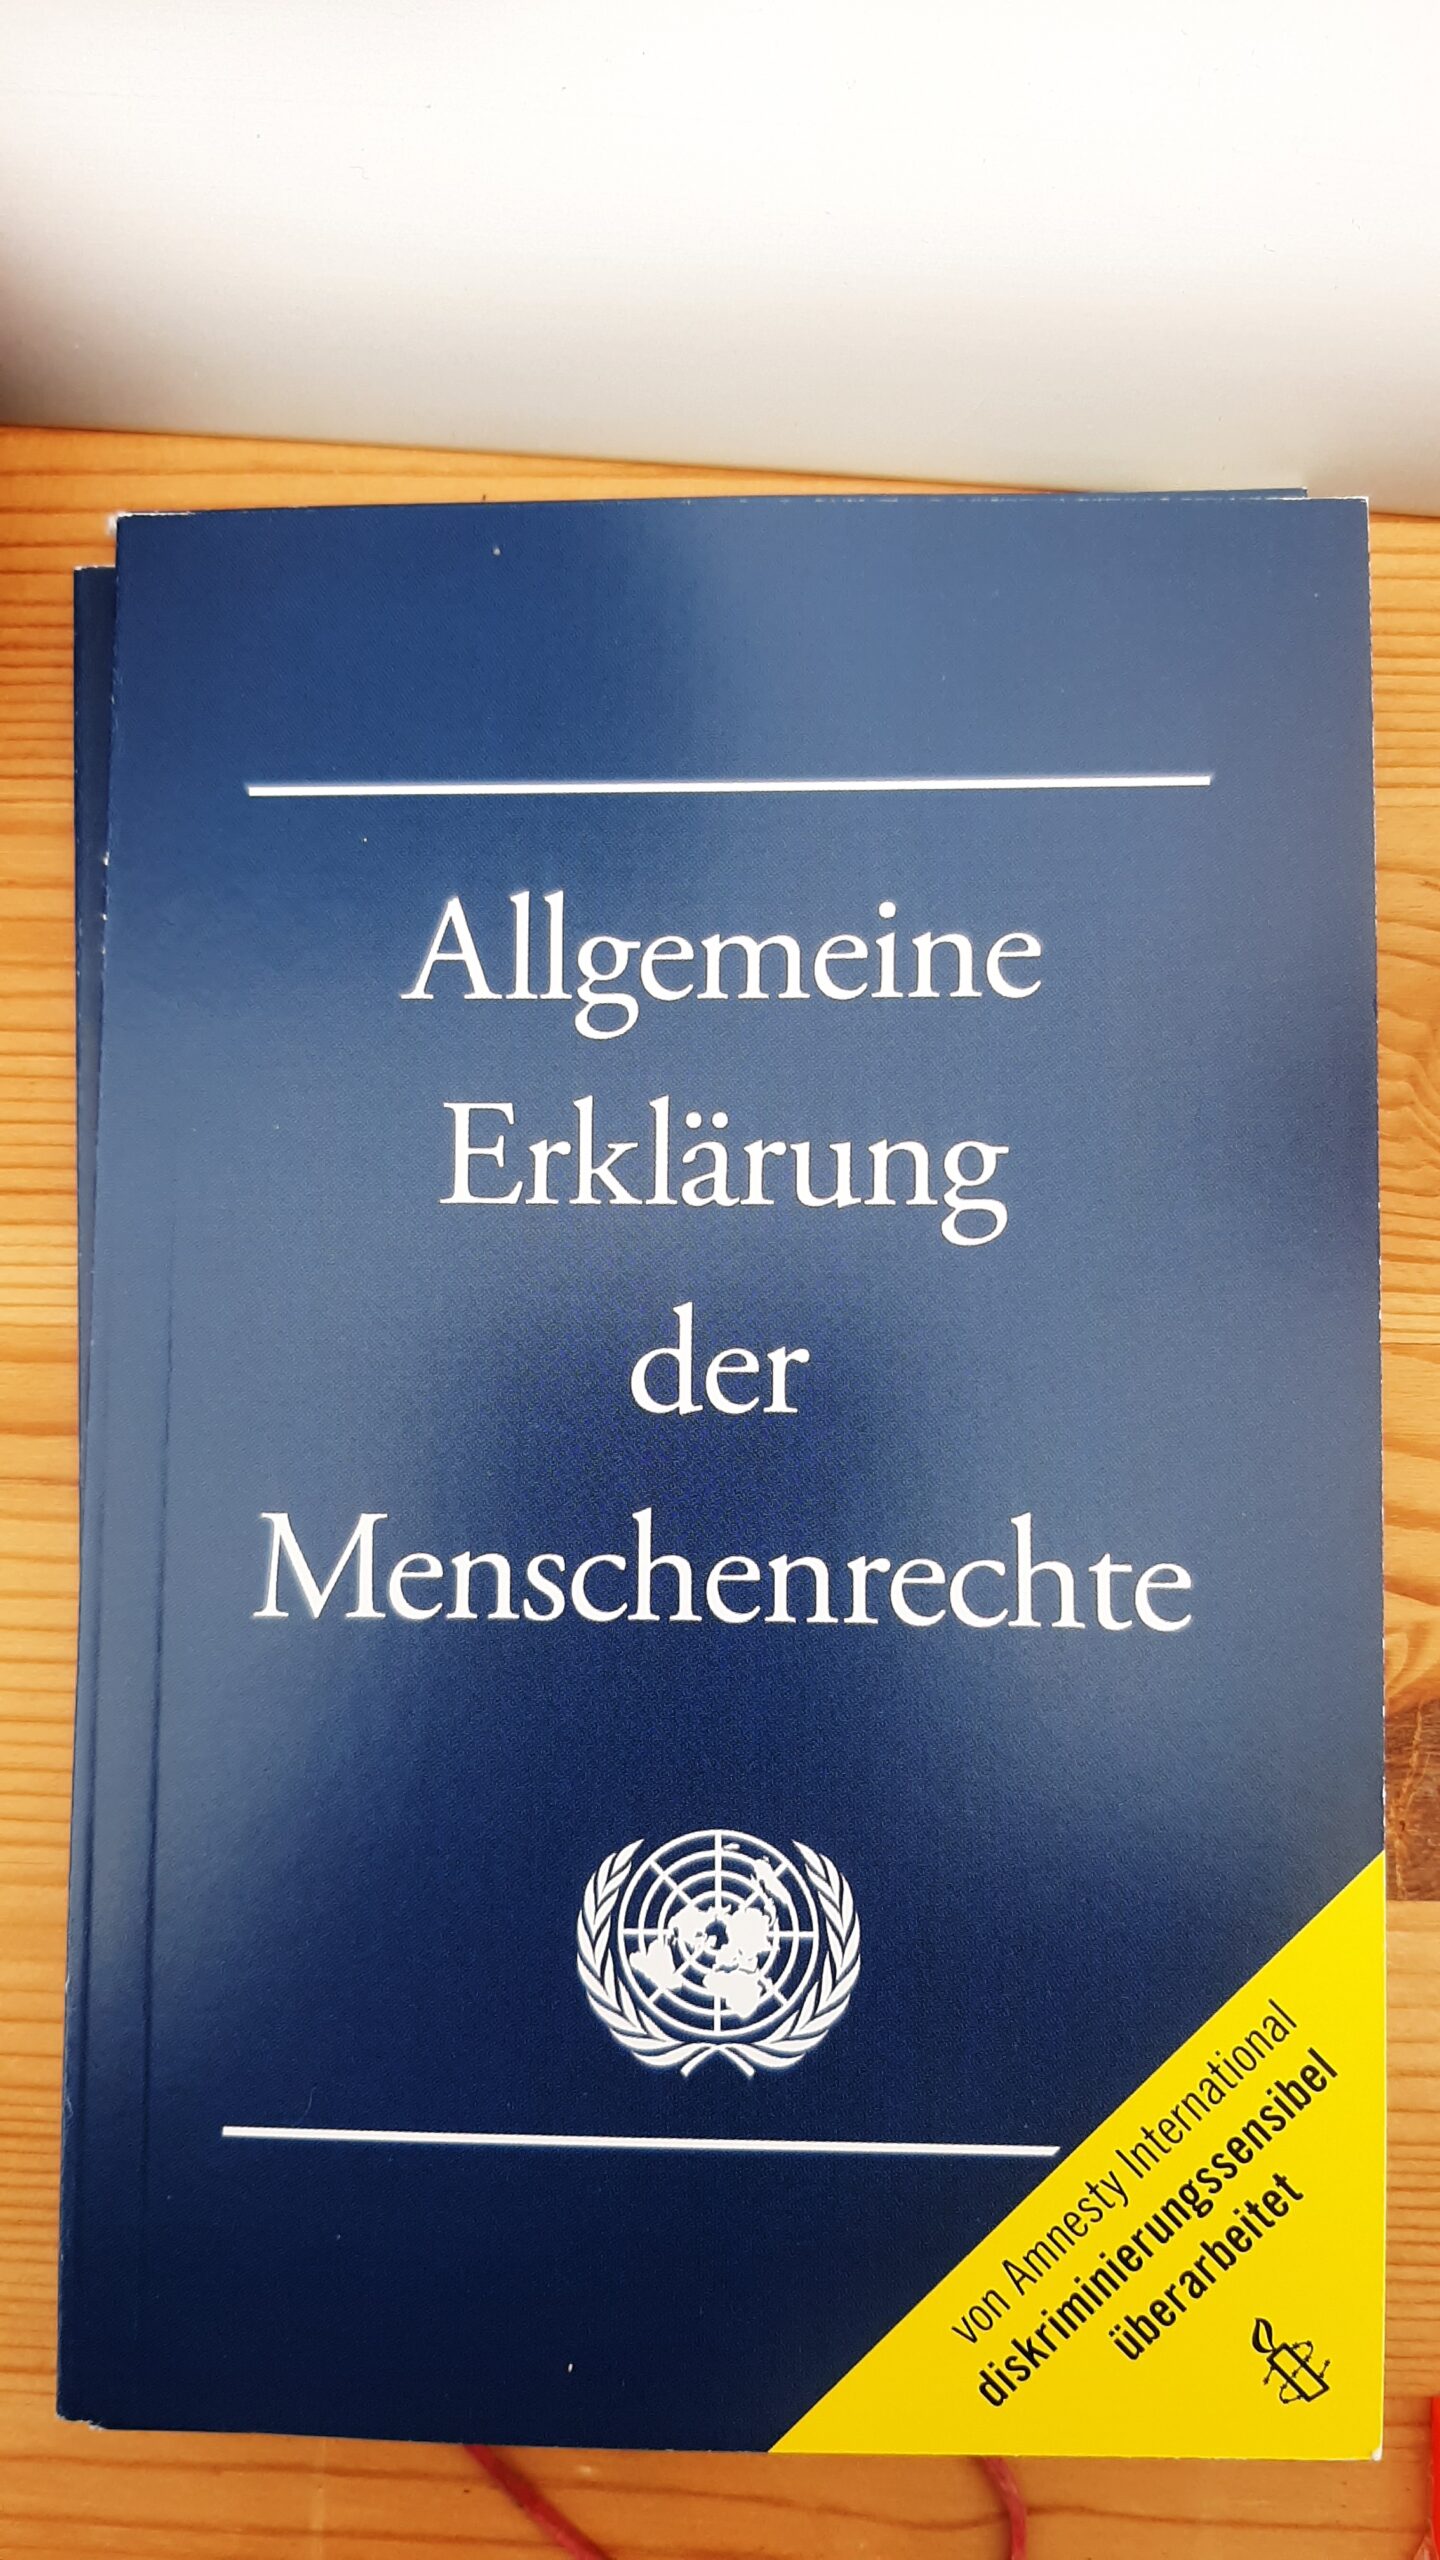 Allgemeine
Erklärung
der
Menschenrechte
von Amnesty International
diskriminierungssensibel
überarbeitet